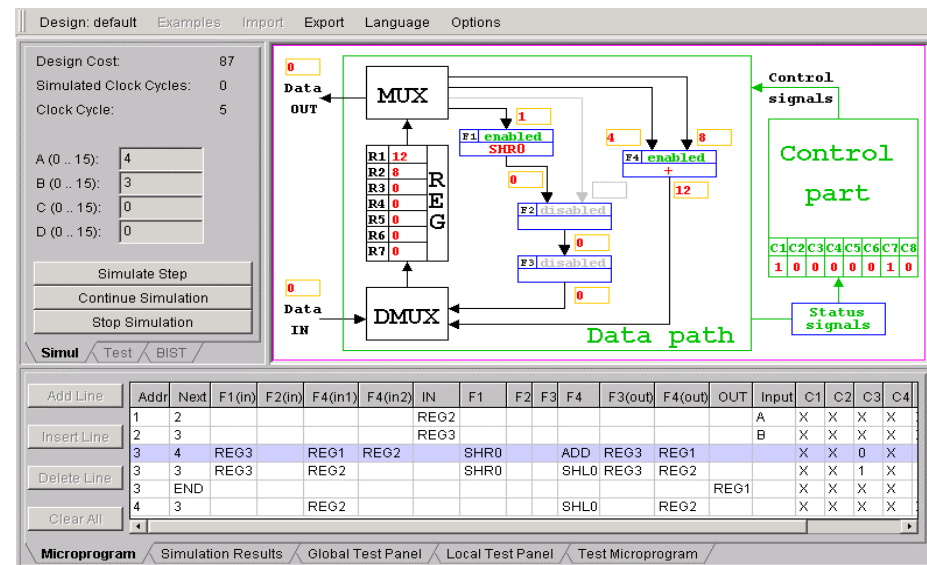 Design: default Examples Import Export Language Options
Design Cost: 87
Simulated Clock Cycles: 0
Clock Cycle: 5
A (0 .. 15): 4
B (0 .. 15): 3
C (0 .. 15): 0
D (0 .. 15): 0
Simulate Step
Continue Simulation
Stop Simulation
Simul Test BIST
0
Data
OUT
MUX
1
F1 enabled
SHR0
4 8
F4 enabled
+
12
0
R1 12
R2 8
R3 0
R4 0
R5 0
R6 0
R7 0
REG
F2 disabled
0
F3 disabled
0
0
Data
IN
DMUX
Data path
Control
signals
Control
part
C1 C2 C3 C4 C5 C6 C7 C8
1 0 0 0 0 0 1 0
Status
signals
Add Line
Insert Line
Delete Line
Clear All
Addr Next F1(in) F2(in) F4(in1) F4(in2) IN F1 F2 F3 F4 F3(out) F4(out) OUT Input C1 C2 C3 C4
1 2 REG2 A X X X X
2 3 REG3 B X X X X
3 4 REG3 REG1 REG2 SHR0 ADD REG3 REG1 X X 0 X
3 3 REG3 REG2 SHR0 SHL0 REG3 REG2 X X 1 X
3 END REG1 X X X X
4 3 REG2 SHL0 REG2 X X X X
Microprogram Simulation Results Global Test Panel Local Test Panel Test Microprogram